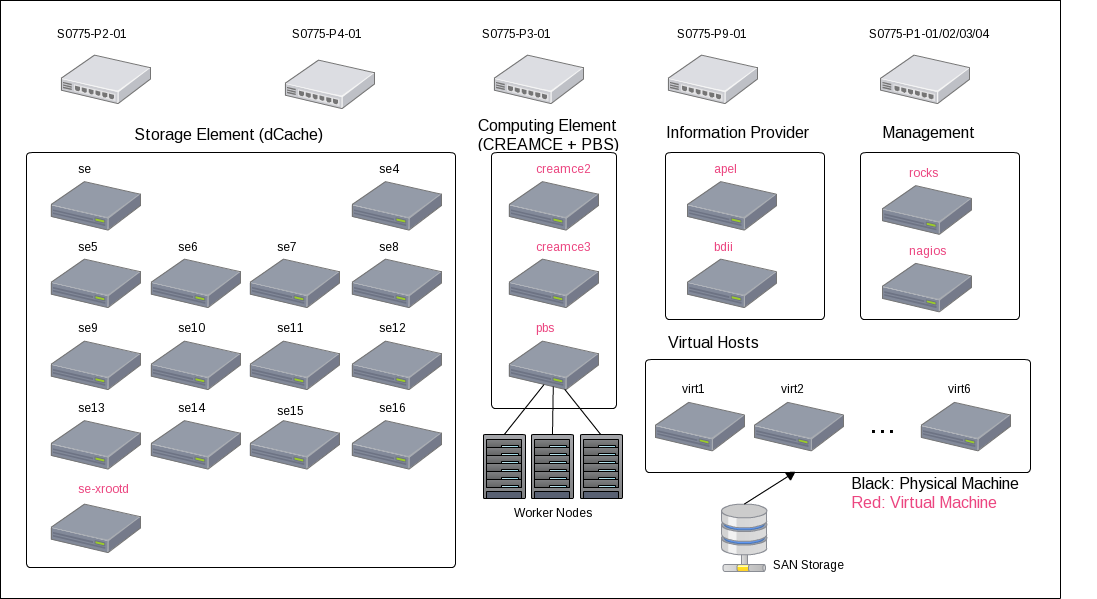 S0775-P2-01
S0775-P4-01
S0775-P3-01
S0775-P9-01
S0775-P1-01/02/03/04
Storage Element (dCache)
Computing Element
(CREAMCE + PBS)
Information Provider
Management
se
se4
se5
se6
se7
se8
se9
se10
se11
se12
se13
se14
se15
se16
se-xrootd
creamce2
creamce3
pbs
Worker Nodes
apel
bdii
rocks
nagios
Virtual Hosts
virt1
virt2
...
virt6
Black: Physical Machine
Red: Virtual Machine
SAN Storage